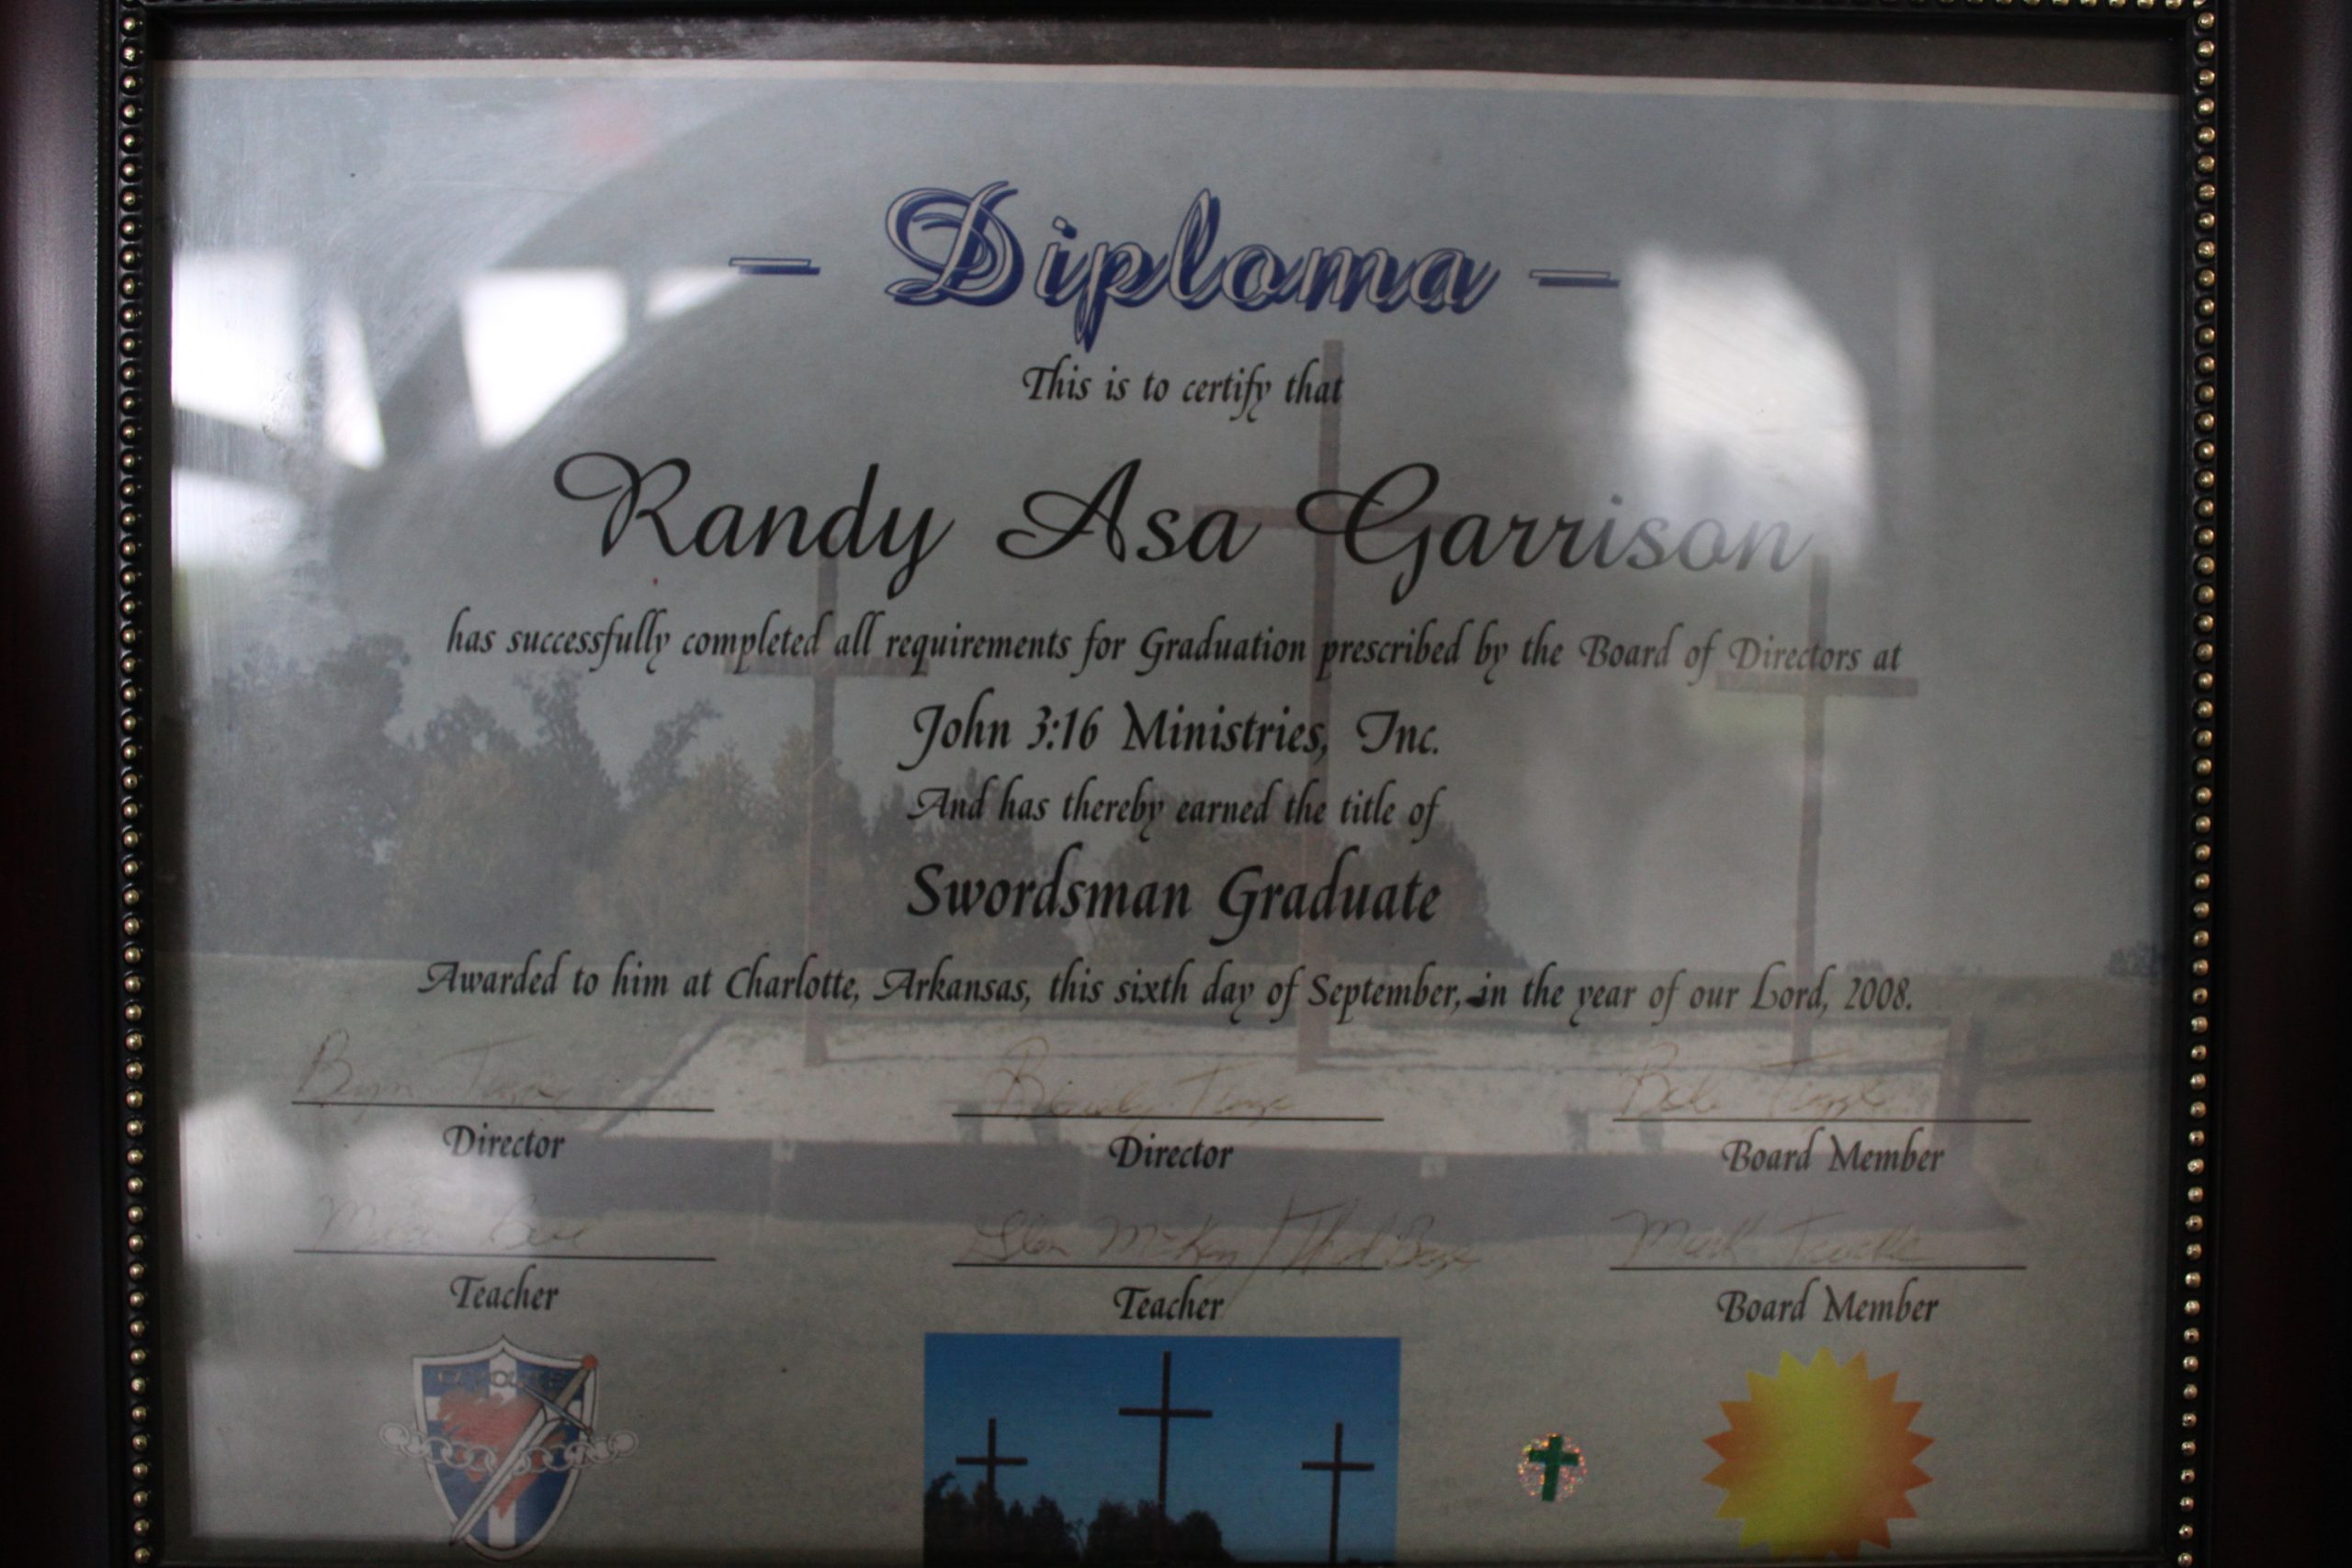 – Diploma –
This is to certify that
Randy Asa Garrison
has successfully completed all requirements for Graduation prescribed by the Board of Directors at
John 3:16 Ministries, Inc.
And has thereby earned the title of
Swordsman Graduate
Awarded to him at Charlotte, Arkansas, this sixth day of September, in the year of our Lord, 2008.
Director Director Board Member
Mark
Teacher Teacher Board Member